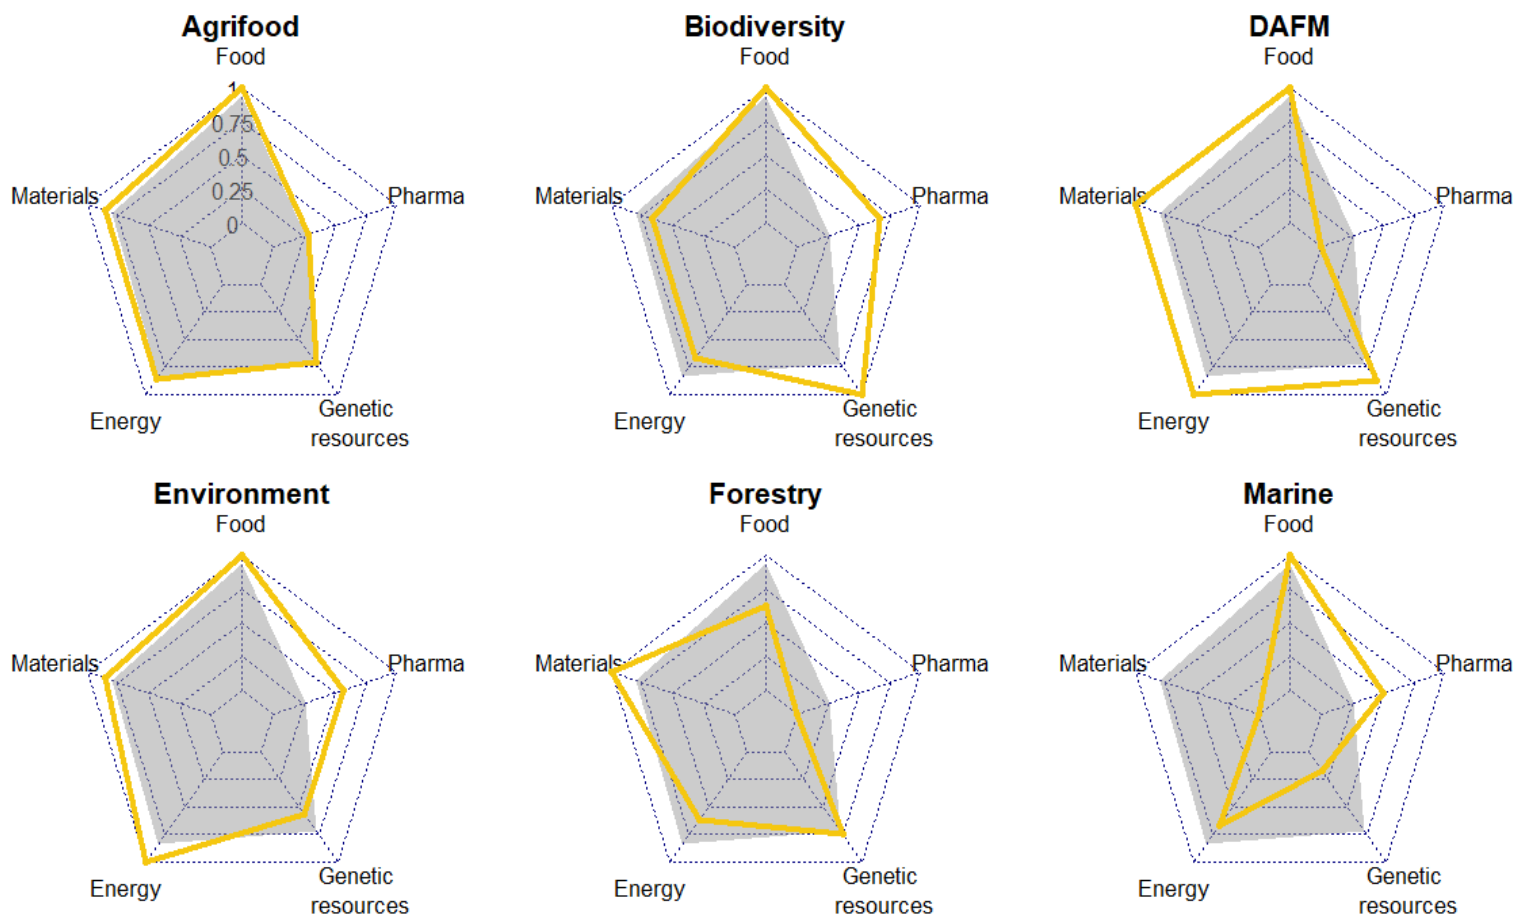 Agrifood
Food
1
0.75
0.5
0.25
0
Materials
Pharma
Energy
Genetic
resources
Biodiversity
Food
Materials
Pharma
Energy
Genetic
resources
DAFM
Food
Materials
Pharma
Energy
Genetic
resources
Environment
Food
Materials
Pharma
Energy
Genetic
resources
Forestry
Food
Materials
Pharma
Energy
Genetic
resources
Marine
Food
Materials
Pharma
Energy
Genetic
resources